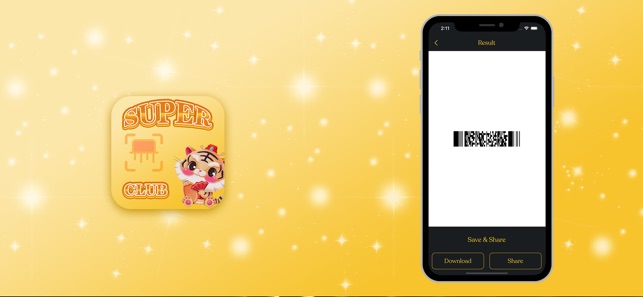 SUPER
CLUB
2:11
Result
Save & Share
Download
Share